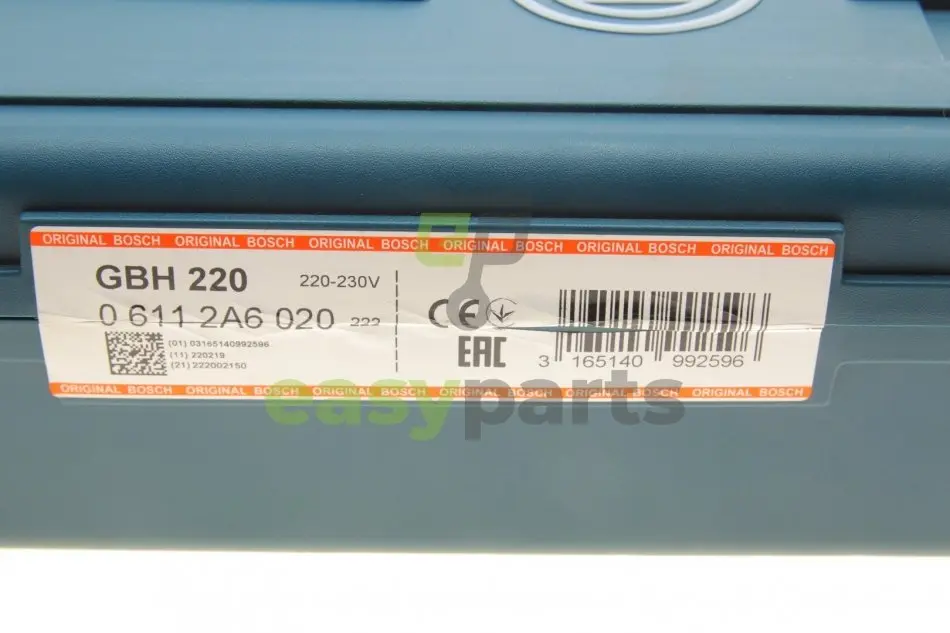 ORIGINAL BOSCH ORIGINAL BOSCH ORIGINAL BOSCH ORIGINAL BOSCH ORIGINAL BOSCH ORIGINAL BOSCH
GBH 220 220-230V
0 611 2A6 020 222
CE
EAC
(01) 03165140992596
(11) 220219
(21) 222002150
3 165140 992596
ORIGINAL BOSCH ORIGINAL BOSCH ORIGINAL BOSCH ORIGINAL BOSCH ORIGINAL BOSCH ORIGINAL BOSCH
ep
easyparts